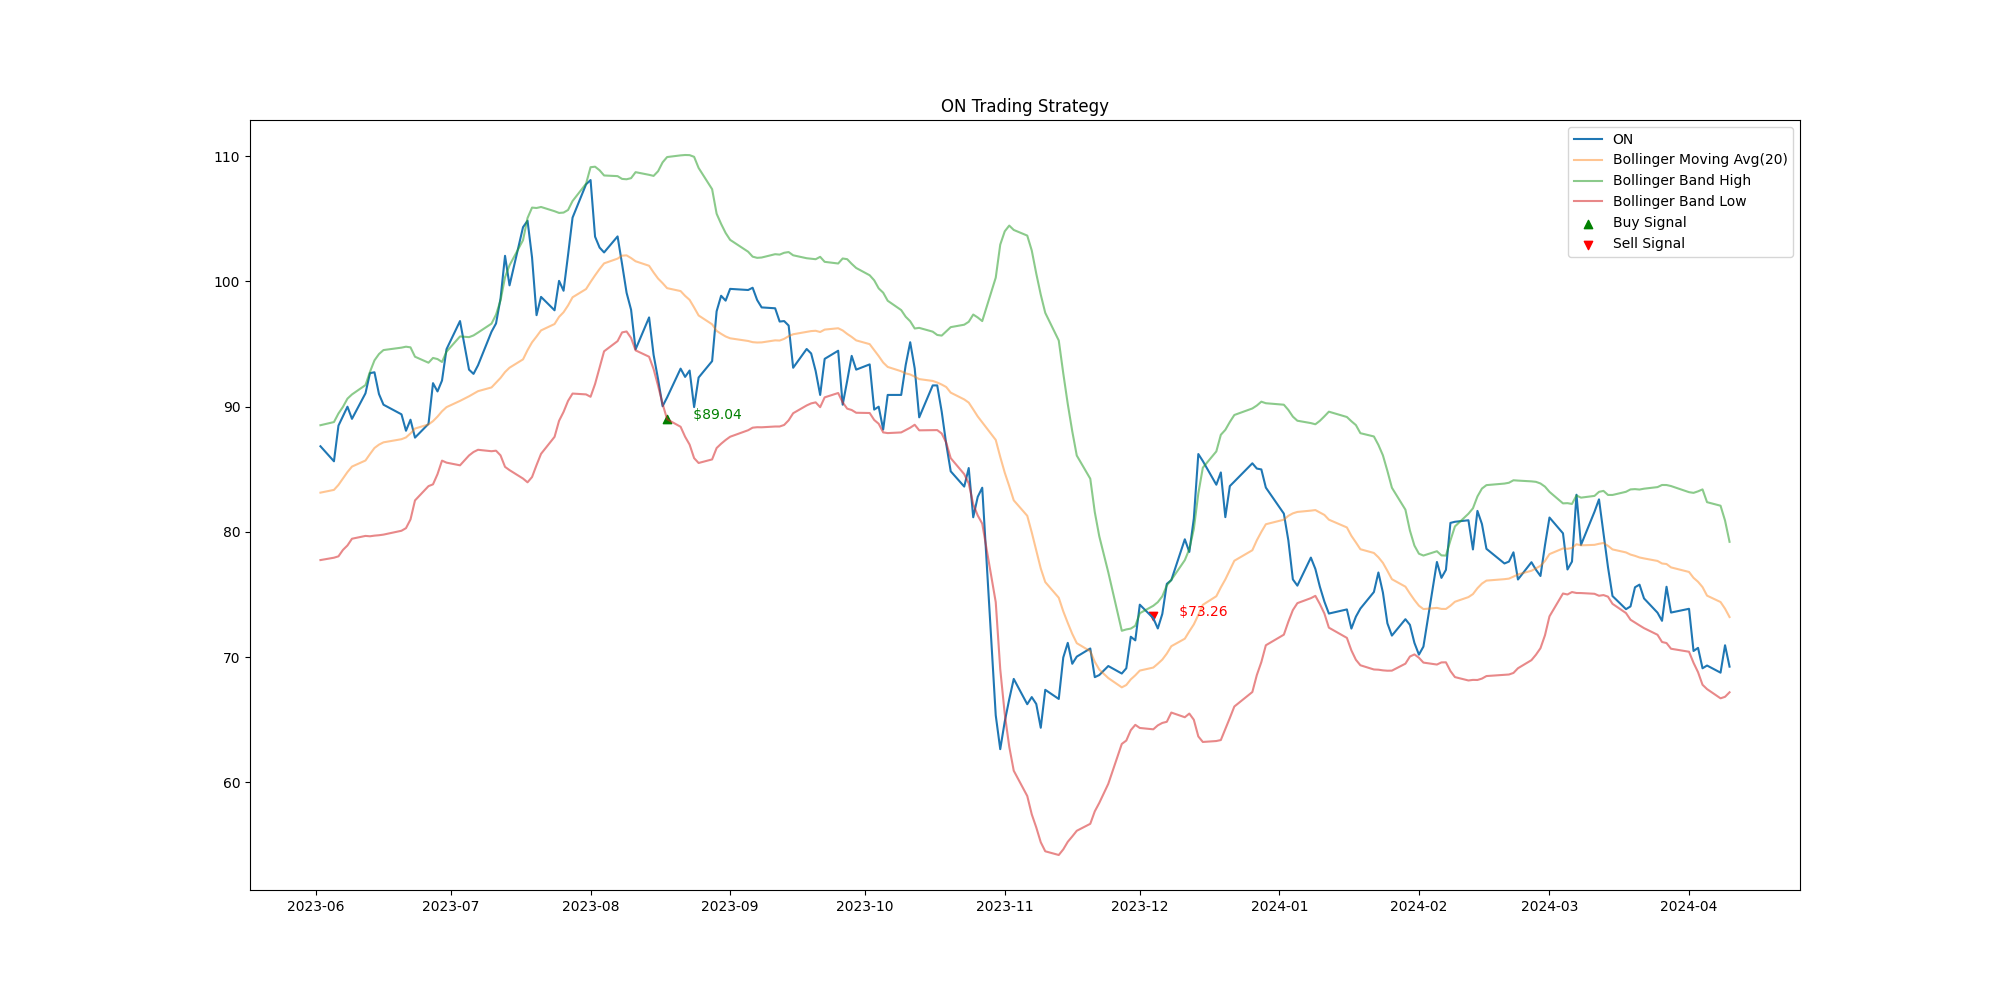 ON Trading Strategy
110
100
90
80
70
60
ON
Bollinger Moving Avg(20)
Bollinger Band High
Bollinger Band Low
Buy Signal
Sell Signal
$89.04
$73.26
2023-06 2023-07 2023-08 2023-09 2023-10 2023-11 2023-12 2024-01 2024-02 2024-03 2024-04